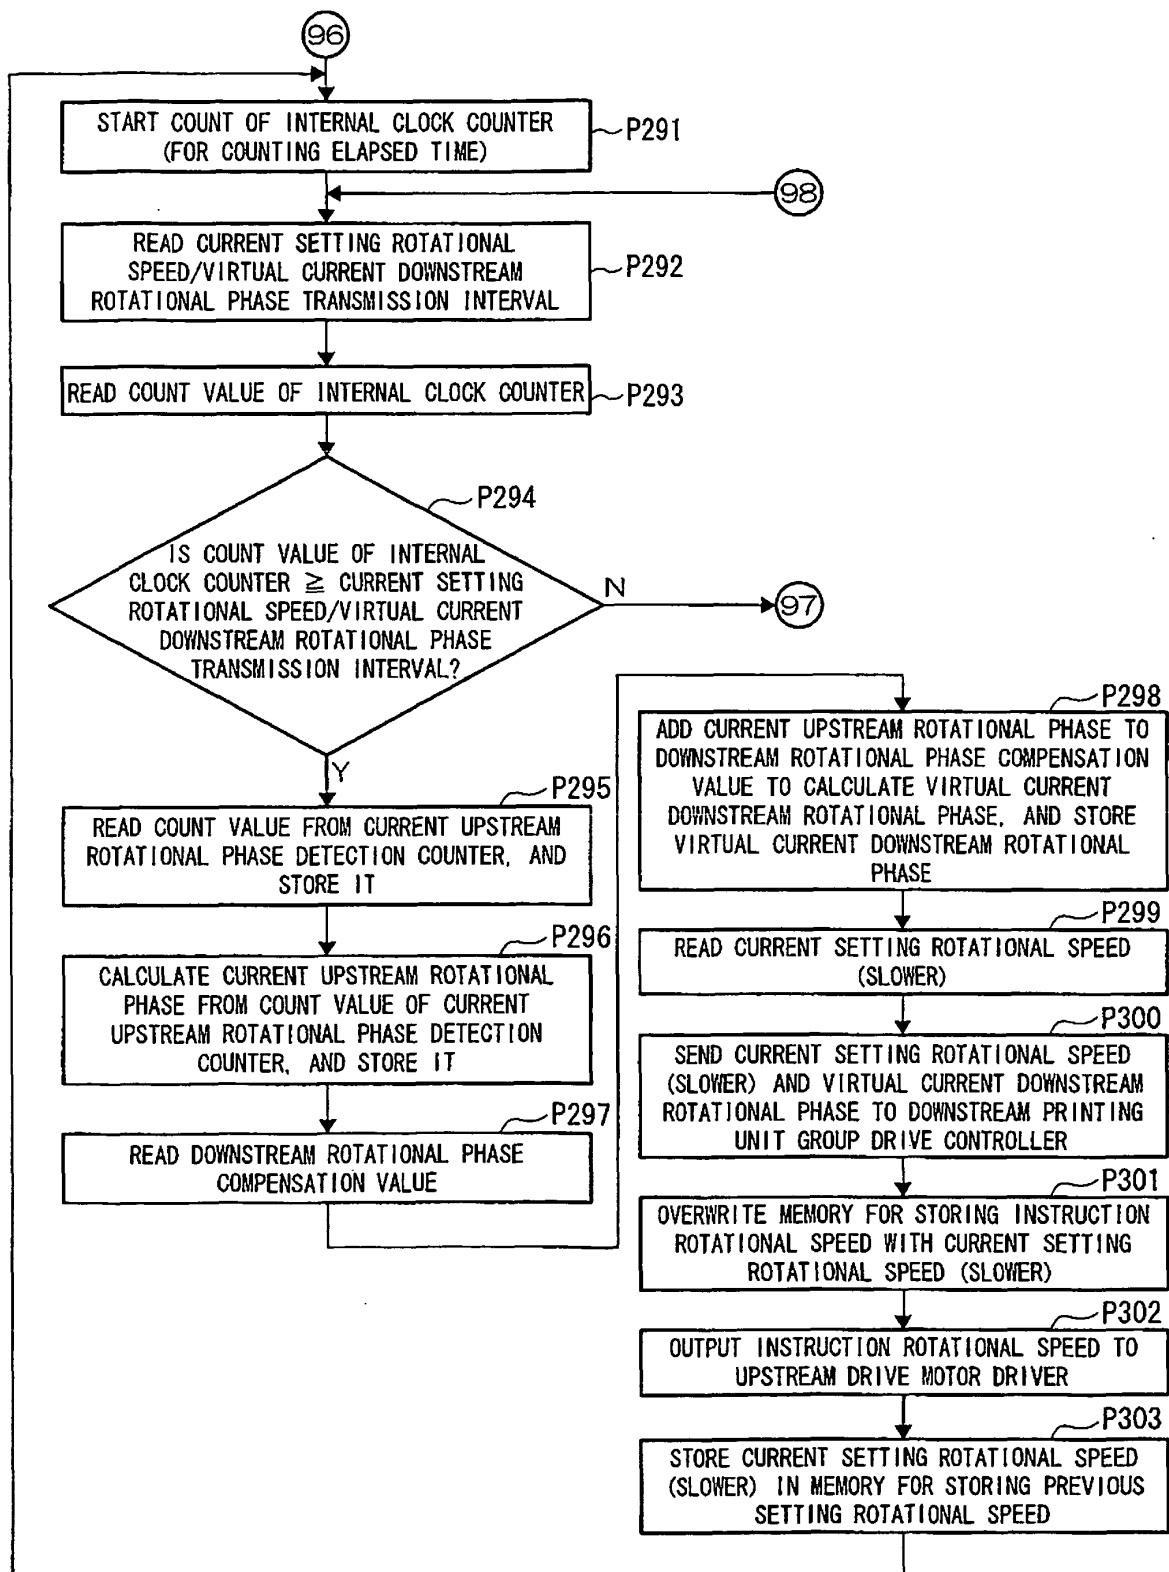 96
START COUNT OF INTERNAL CLOCK COUNTER
(FOR COUNTING ELAPSED TIME)
P291
98
READ CURRENT SETTING ROTATIONAL
SPEED/VIRTUAL CURRENT DOWNSTREAM
ROTATIONAL PHASE TRANSMISSION INTERVAL
P292
READ COUNT VALUE OF INTERNAL CLOCK COUNTER
P293
P294
IS COUNT VALUE OF INTERNAL
CLOCK COUNTER ≧ CURRENT SETTING
ROTATIONAL SPEED/VIRTUAL CURRENT
DOWNSTREAM ROTATIONAL PHASE
TRANSMISSION INTERVAL?
N
97
Y
P295
READ COUNT VALUE FROM CURRENT UPSTREAM
ROTATIONAL PHASE DETECTION COUNTER, AND
STORE IT
P296
CALCULATE CURRENT UPSTREAM ROTATIONAL
PHASE FROM COUNT VALUE OF CURRENT
UPSTREAM ROTATIONAL PHASE DETECTION
COUNTER, AND STORE IT
P297
READ DOWNSTREAM ROTATIONAL PHASE
COMPENSATION VALUE
P298
ADD CURRENT UPSTREAM ROTATIONAL PHASE TO
DOWNSTREAM ROTATIONAL PHASE COMPENSATION
VALUE TO CALCULATE VIRTUAL CURRENT
DOWNSTREAM ROTATIONAL PHASE, AND STORE
VIRTUAL CURRENT DOWNSTREAM ROTATIONAL
PHASE
P299
READ CURRENT SETTING ROTATIONAL SPEED
(SLOWER)
P300
SEND CURRENT SETTING ROTATIONAL SPEED
(SLOWER) AND VIRTUAL CURRENT DOWNSTREAM
ROTATIONAL PHASE TO DOWNSTREAM PRINTING
UNIT GROUP DRIVE CONTROLLER
P301
OVERWRITE MEMORY FOR STORING INSTRUCTION
ROTATIONAL SPEED WITH CURRENT SETTING
ROTATIONAL SPEED (SLOWER)
P302
OUTPUT INSTRUCTION ROTATIONAL SPEED TO
UPSTREAM DRIVE MOTOR DRIVER
P303
STORE CURRENT SETTING ROTATIONAL SPEED
(SLOWER) IN MEMORY FOR STORING PREVIOUS
SETTING ROTATIONAL SPEED